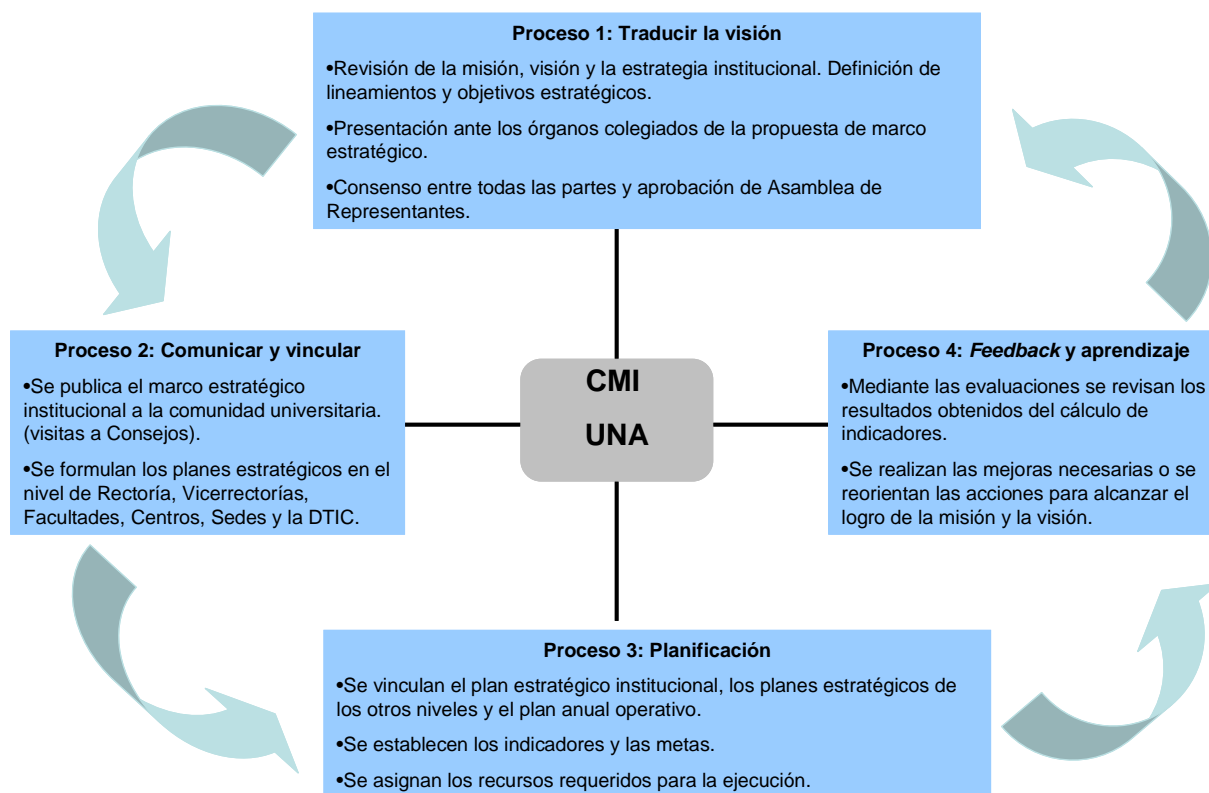 Proceso 1: Traducir la visión
•Revisión de la misión, visión y la estrategia institucional. Definición de
lineamientos y objetivos estratégicos.
•Presentación ante los órganos colegiados de la propuesta de marco
estratégico.
•Consenso entre todas las partes y aprobación de Asamblea de
Representantes.
Proceso 2: Comunicar y vincular
•Se publica el marco estratégico
institucional a la comunidad universitaria.
(visitas a Consejos).
•Se formulan los planes estratégicos en el
nivel de Rectoría, Vicerrectorías,
Facultades, Centros, Sedes y la DTIC.
CMI
UNA
Proceso 4: Feedback y aprendizaje
•Mediante las evaluaciones se revisan los
resultados obtenidos del cálculo de
indicadores.
•Se realizan las mejoras necesarias o se
reorientan las acciones para alcanzar el
logro de la misión y la visión.
Proceso 3: Planificación
•Se vinculan el plan estratégico institucional, los planes estratégicos de
los otros niveles y el plan anual operativo.
•Se establecen los indicadores y las metas.
•Se asignan los recursos requeridos para la ejecución.